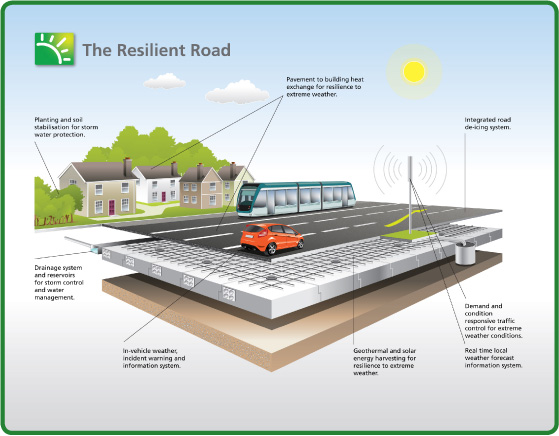 The Resilient Road
Pavement to building heat
exchange for resilience to
extreme weather.
Planting and soil
stabilisation for storm
water protection.
Integrated road
de-icing system.
Drainage system
and reservoirs
for storm control
and water
management.
In-vehicle weather,
incident warning and
information system.
Geothermal and solar
energy harvesting for
resilience to extreme
weather.
Demand and
condition
responsive traffic
control for extreme
weather conditions.
Real time local
weather forecast
information system.